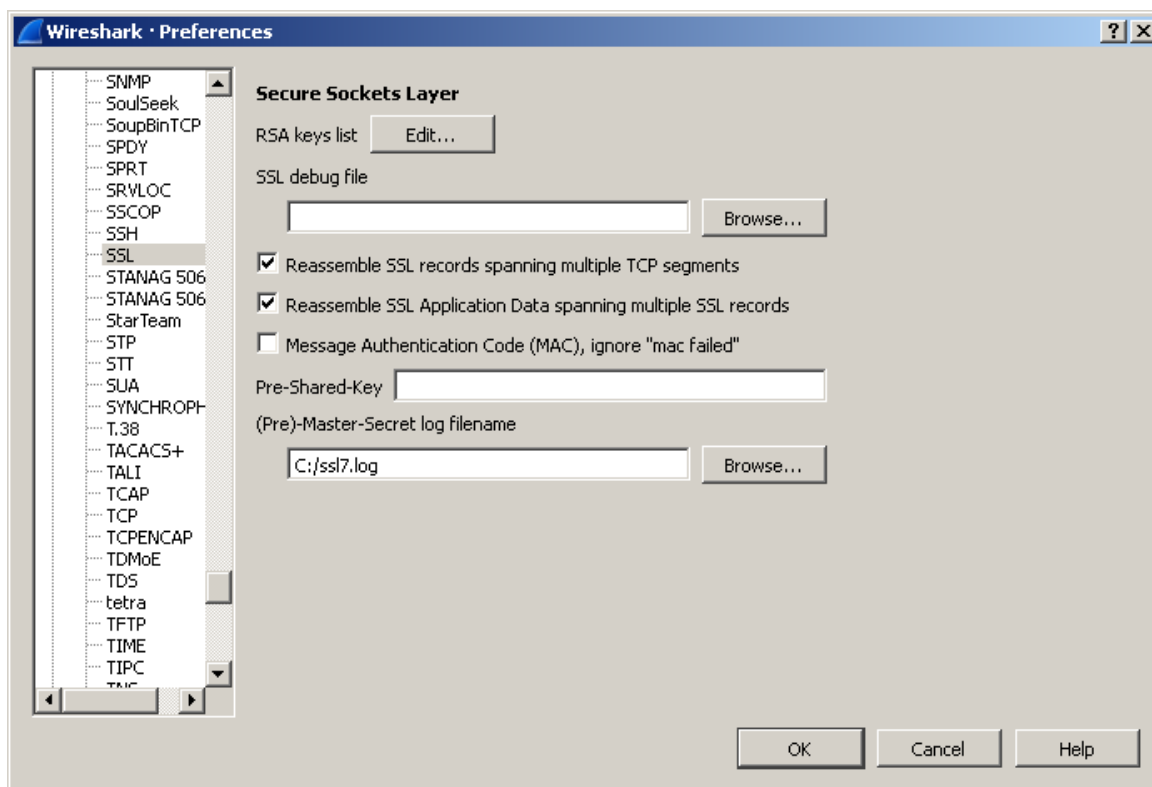 Wireshark · Preferences
SNMP
SoulSeek
SoupBinTCP
SPDY
SPRT
SRVLOC
SSCOP
SSH
SSL
STANAG 506
STANAG 506
StarTeam
STP
STT
SUA
SYNCHROPH
T.38
TACACS+
TALI
TCAP
TCP
TCPENCAP
TDMoE
TDS
tetra
TFTP
TIME
TIPC
Secure Sockets Layer
RSA keys list Edit...
SSL debug file
Browse...
Reassemble SSL records spanning multiple TCP segments
Reassemble SSL Application Data spanning multiple SSL records
Message Authentication Code (MAC), ignore "mac failed"
Pre-Shared-Key
(Pre)-Master-Secret log filename
C:/ssl7.log Browse...
OK Cancel Help